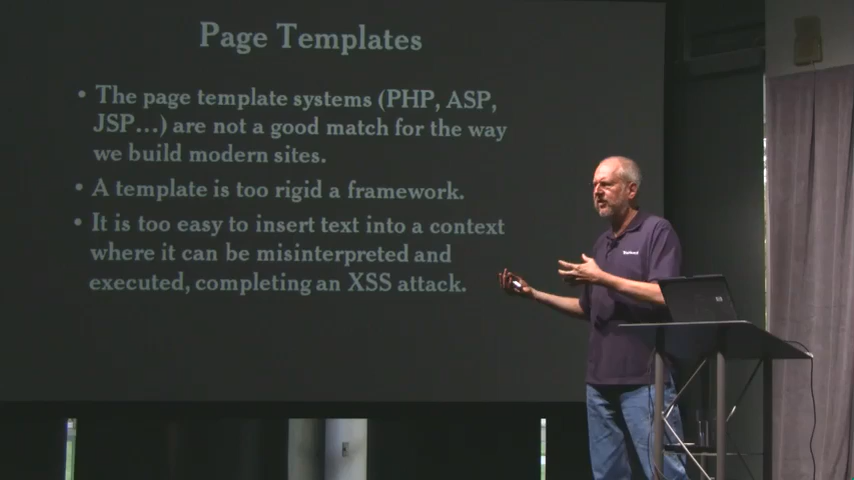 Page Templates
• The page template systems (PHP, ASP,
JSP...) are not a good match for the way
we build modern sites.
• A template is too rigid a framework.
• It is too easy to insert text into a context
where it can be misinterpreted and
executed, completing an XSS attack.